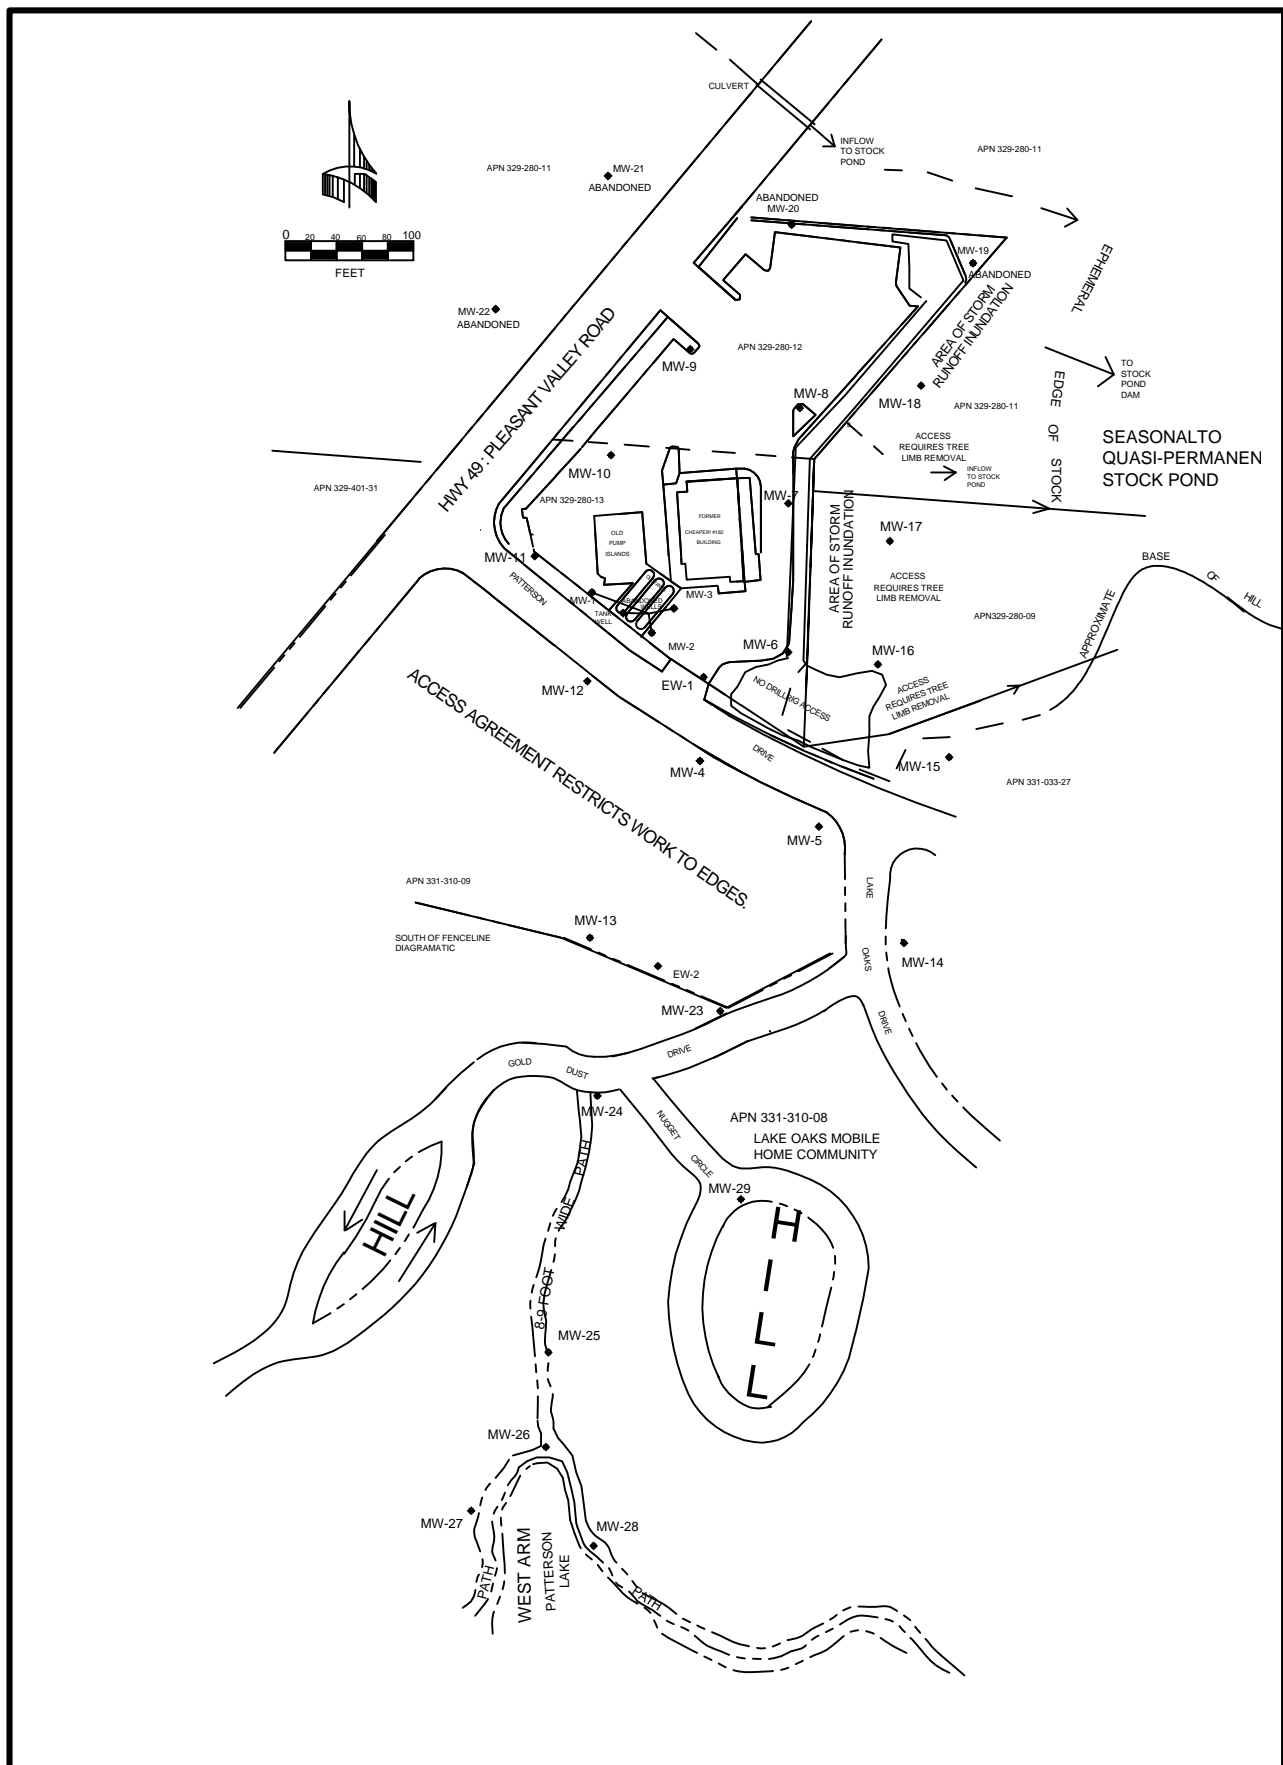 CULVERT
INFLOW
TO STOCK
POND
APN 329-280-11
APN 329-280-11
MW-21
ABANDONED
ABANDONED
MW-20
0 20 40 60 80 100
FEET
MW-19
ABANDONED
EPHEMERAL
MW-22
ABANDONED
AREA OF STORM
RUNOFF INUNDATION
HWY 49 : PLEASANT VALLEY ROAD
APN 329-280-12
MW-9
TO
STOCK
POND
DAM
MW-8
MW-18
APN 329-280-11
EDGE OF STOCK
ACCESS
REQUIRES TREE
LIMB REMOVAL
SEASONALTO
QUASI-PERMANEN
STOCK POND
INFLOW
TO STOCK
POND
MW-10
APN 329-401-31
APN 329-280-13
MW-7
FORMER
CHEAPER! #182
BUILDING
OLD
PUMP
ISLANDS
AREA OF STORM
RUNOFF INUNDATION
MW-17
MW-11
BASE
OF
HILL
ACCESS
REQUIRES TREE
LIMB REMOVAL
PATTERSON
MW-1
ABANDONED
WELLS
MW-3
TANK
WELL
APN329-280-09
APPROXIMATE
MW-2
MW-6
MW-16
MW-12
EW-1
NO DRILL RIG ACCESS
ACCESS
REQUIRES TREE
LIMB REMOVAL
ACCESS AGREEMENT RESTRICTS WORK TO EDGES.
DRIVE
MW-4
MW-15
APN 331-033-27
MW-5
APN 331-310-09
LAKE
MW-13
SOUTH OF FENCELINE
DIAGRAMATIC
OAKS
MW-14
EW-2
MW-23
DRIVE
GOLD
DUST
DRIVE
MW-24
NUGGET
CIRCLE
APN 331-310-08
LAKE OAKS MOBILE
HOME COMMUNITY
8-9 FOOT WIDE PATH
MW-29
HILL
HILL
MW-25
MW-26
MW-27
MW-28
WEST ARM
PATTERSON
LAKE
PATH
PATH